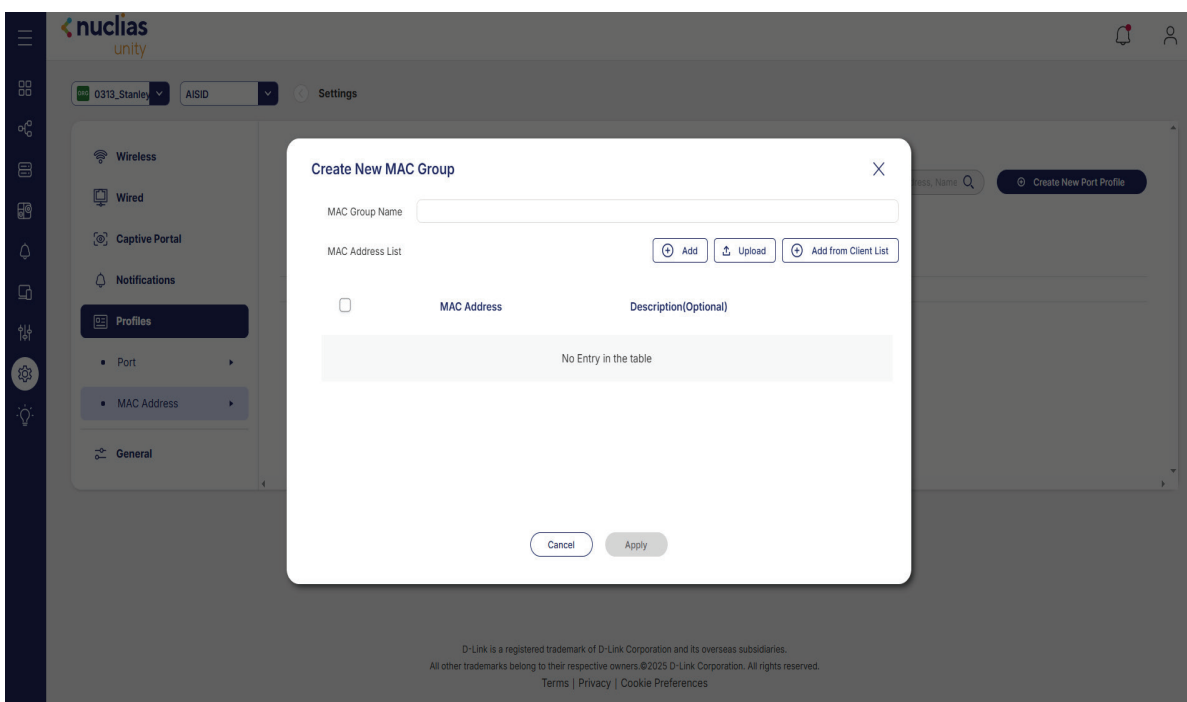 nuclias
unity
ORG 0313_Stanley
AISID
Settings
Wireless
Wired
Captive Portal
Notifications
Profiles
Port
MAC Address
General
Name
Create New Port Profile
Create New MAC Group
MAC Group Name
MAC Address List
Add
Upload
Add from Client List
MAC Address Description(Optional)
No Entry in the table
Cancel
Apply
D-Link is a registered trademark of D-Link Corporation and its overseas subsidiaries.
All other trademarks belong to their respective owners.©2025 D-Link Corporation. All rights reserved.
Terms | Privacy | Cookie Preferences